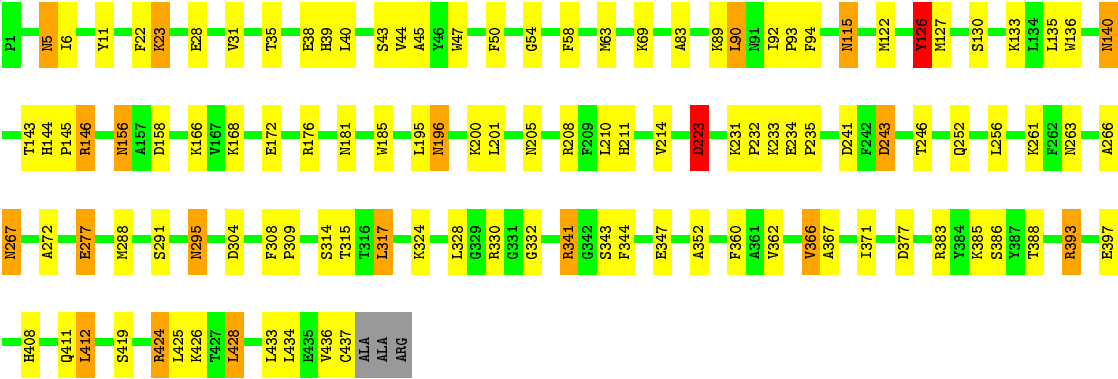 P1 N5 I6 Y11 F22 K23 E28 V31 T35 E38 H39 L40 S43 V44 A45 Y46 W47 F50 G54 F58 M63 K69 A83 K89 L90 N91 I92 P93 F94 N115 M122 Y126 M127 S130 K133 L134 L135 W136 N140
T143 H144 P145 R146 N156 A157 D158 K166 V167 K168 E172 R176 N181 W185 L195 N196 K200 L201 N205 R208 F209 L210 H211 V214 D223 K231 P232 K233 E234 P235 D241 F242 D243 T246 Q252 L256 K261 F262 N263 A266
N267 A272 E277 M288 S291 N295 D304 F308 P309 S314 T315 T316 L317 K324 L328 G329 R330 G331 G332 R341 G342 S343 F344 E347 A352 F360 A361 V362 V366 A367 I371 D377 R383 Y384 K385 S386 Y387 T388 R393 E397
H408 Q411 L412 S419 R424 L425 K426 T427 L428 L433 L434 E435 V436 C437 ALA ALA ARG